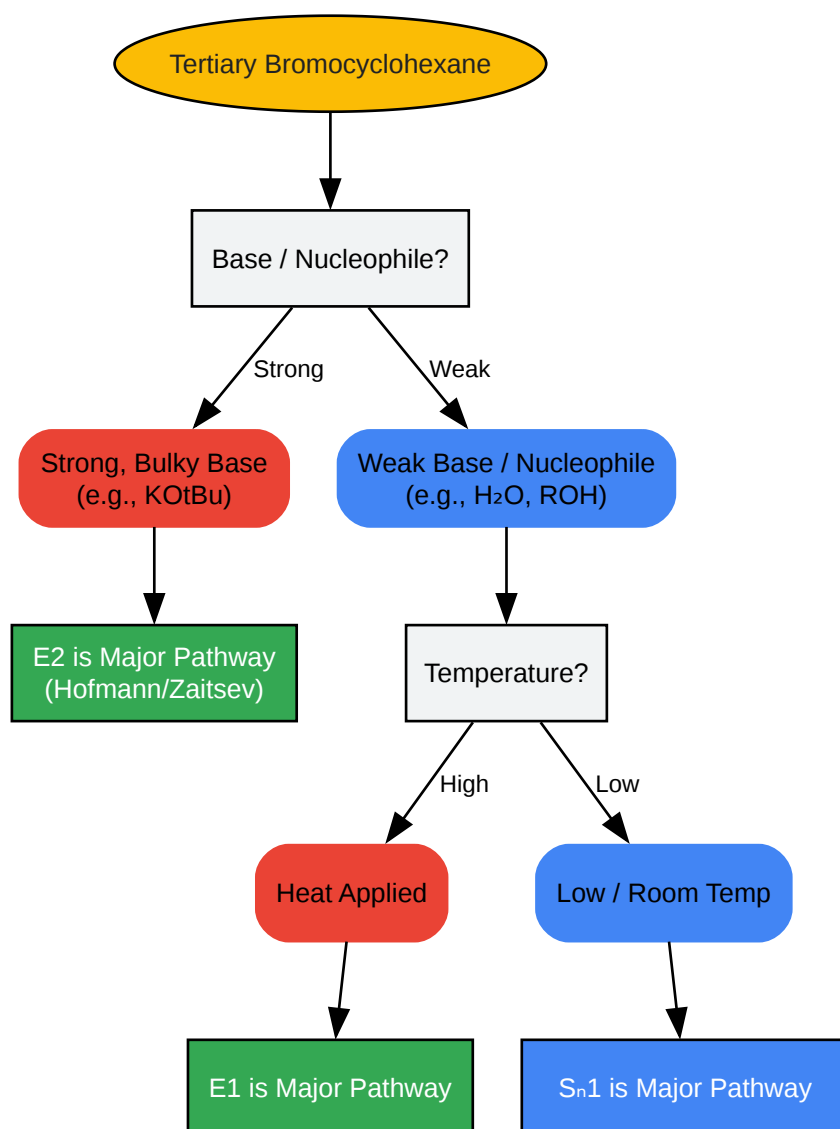 Tertiary Bromocyclohexane
Base / Nucleophile?
Strong
Weak
Strong, Bulky Base
(e.g., KOtBu)
Weak Base / Nucleophile
(e.g., H₂O, ROH)
E2 is Major Pathway
(Hofmann/Zaitsev)
Temperature?
High
Low
Heat Applied
Low / Room Temp
E1 is Major Pathway
Sₙ1 is Major Pathway